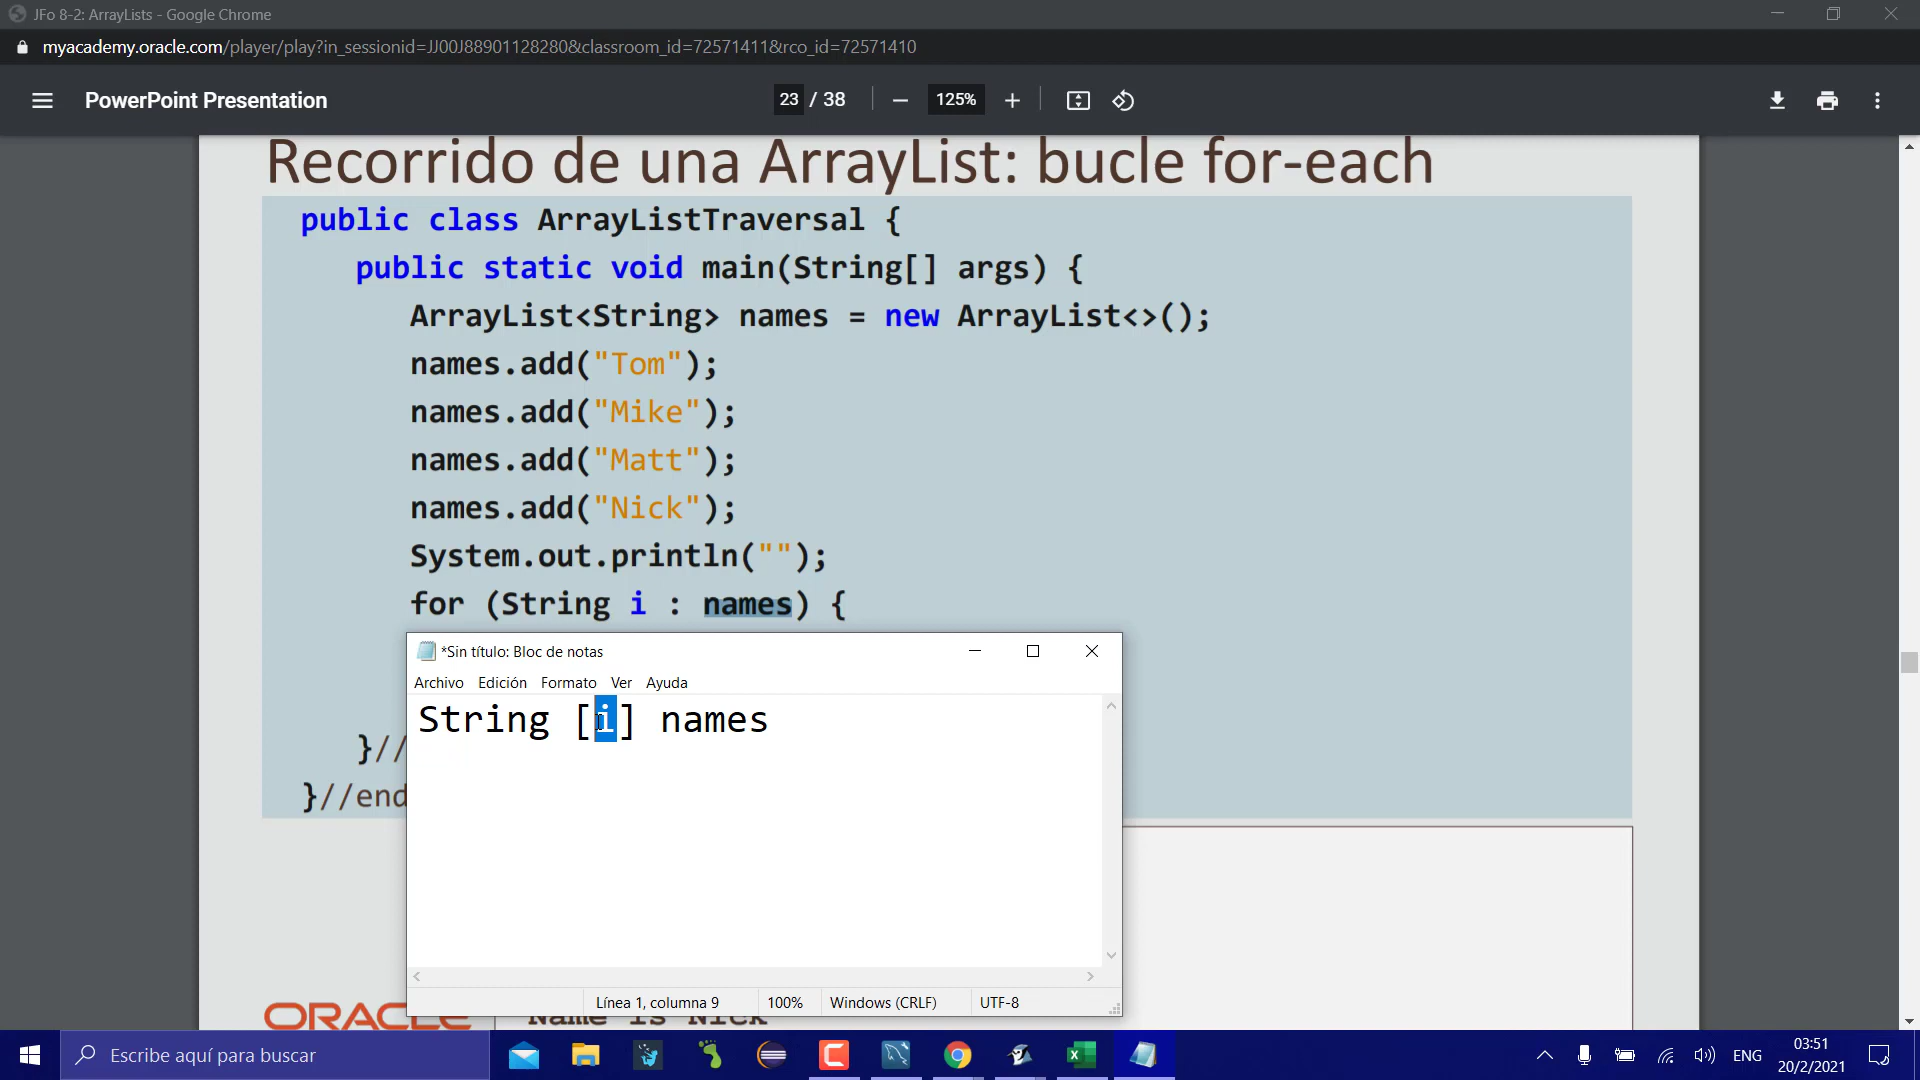 JFo 8-2: ArrayLists - Google Chrome
myacademy.oracle.com/player/play?in_sessionid=JJ00J88901128280&classroom_id=72571411&rco_id=72571410
PowerPoint Presentation
23 / 38
125%
Recorrido de una ArrayList: bucle for-each
public class ArrayListTraversal {
public static void main(String[] args) {
ArrayList<String> names = new ArrayList<>();
names.add("Tom");
names.add("Mike");
names.add("Matt");
names.add("Nick");
System.out.println("");
for (String i : names) {
}//
}//end
*Sin título: Bloc de notas
Archivo Edición Formato Ver Ayuda
String [i] names
Línea 1, columna 9
100%
Windows (CRLF)
UTF-8
ORACLE
Name is Nick
Escribe aquí para buscar
ENG
03:51
20/2/2021